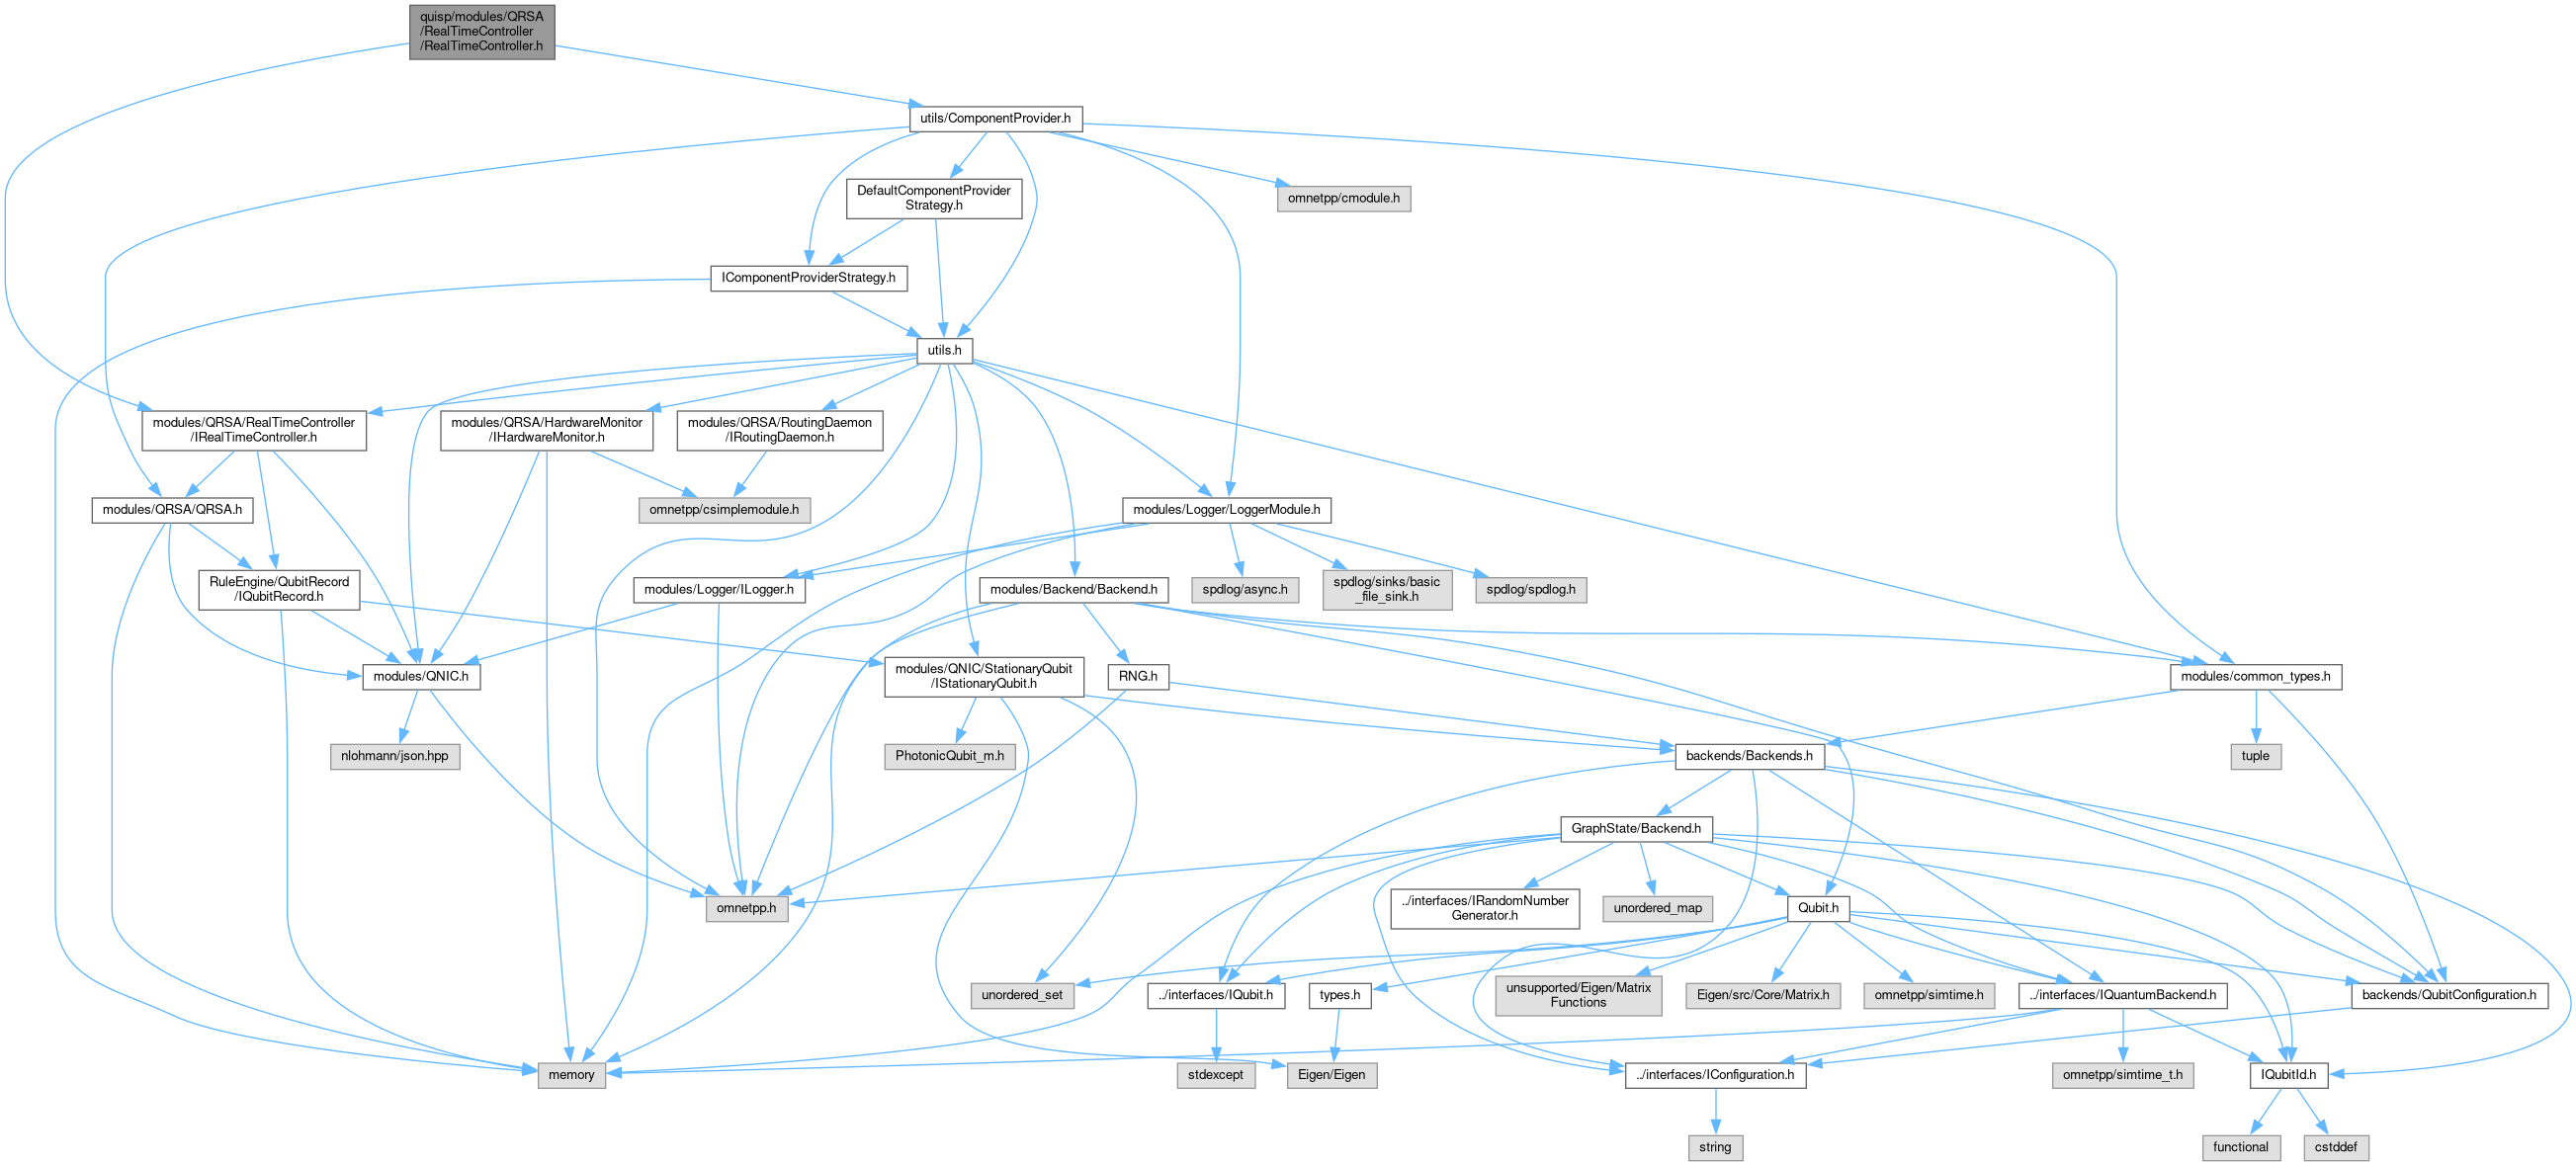 quisp/modules/QRSA
/RealTimeController
/RealTimeController.h
utils/ComponentProvider.h
DefaultComponentProvider
Strategy.h
omnetpp/cmodule.h
IComponentProviderStrategy.h
utils.h
modules/QRSA/RealTimeController
/IRealTimeController.h
modules/QRSA/HardwareMonitor
/IHardwareMonitor.h
modules/QRSA/RoutingDaemon
/IRoutingDaemon.h
modules/QRSA/QRSA.h
omnetpp/csimplemodule.h
modules/Logger/LoggerModule.h
RuleEngine/QubitRecord
/IQubitRecord.h
modules/Logger/ILogger.h
modules/Backend/Backend.h
spdlog/async.h
spdlog/sinks/basic
_file_sink.h
spdlog/spdlog.h
modules/QNIC.h
modules/QNIC/StationaryQubit
/IStationaryQubit.h
RNG.h
modules/common_types.h
nlohmann/json.hpp
PhotonicQubit_m.h
backends/Backends.h
tuple
GraphState/Backend.h
omnetpp.h
../interfaces/IRandomNumber
Generator.h
unordered_map
Qubit.h
unordered_set
../interfaces/IQubit.h
types.h
unsupported/Eigen/Matrix
Functions
Eigen/src/Core/Matrix.h
omnetpp/simtime.h
../interfaces/IQuantumBackend.h
backends/QubitConfiguration.h
memory
stdexcept
Eigen/Eigen
../interfaces/IConfiguration.h
omnetpp/simtime_t.h
IQubitId.h
string
functional
cstddef